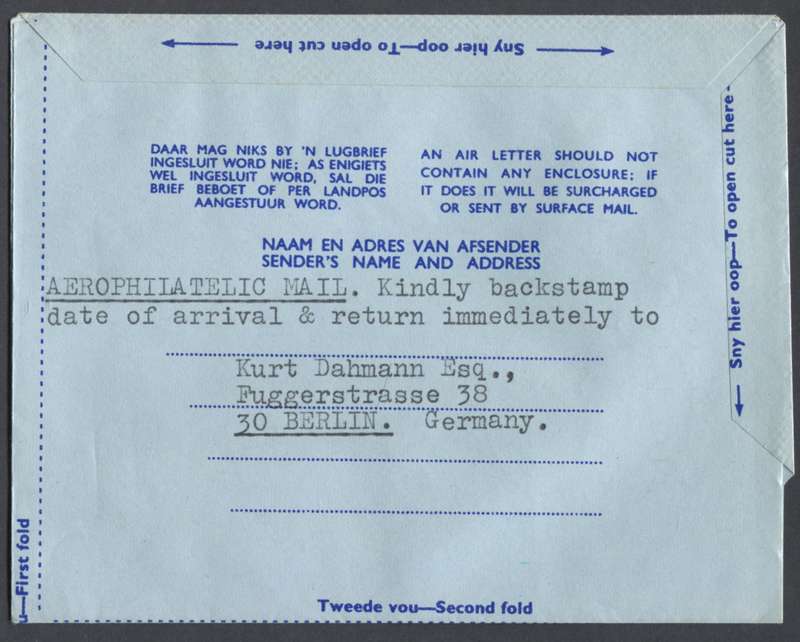 Sny hier oop—To open cut here
DAAR MAG NIKS BY 'N LUGBRIEF
INGESLUIT WORD NIE; AS ENIGIETS
WEL INGESLUIT WORD, SAL DIE
BRIEF BEBOET OF PER LANDPOS
AANGESTUUR WORD.
AN AIR LETTER SHOULD NOT
CONTAIN ANY ENCLOSURE; IF
IT DOES IT WILL BE SURCHARGED
OR SENT BY SURFACE MAIL.
NAAM EN ADRES VAN AFSENDER
SENDER'S NAME AND ADDRESS
AEROPHILATELIC MAIL. Kindly backstamp
date of arrival & return immediately to
Kurt Dahmann Esq.,
Fuggerstrasse 38
30 BERLIN. Germany.
Sny hier oop—To open cut here
u—First fold
Tweede vou—Second fold